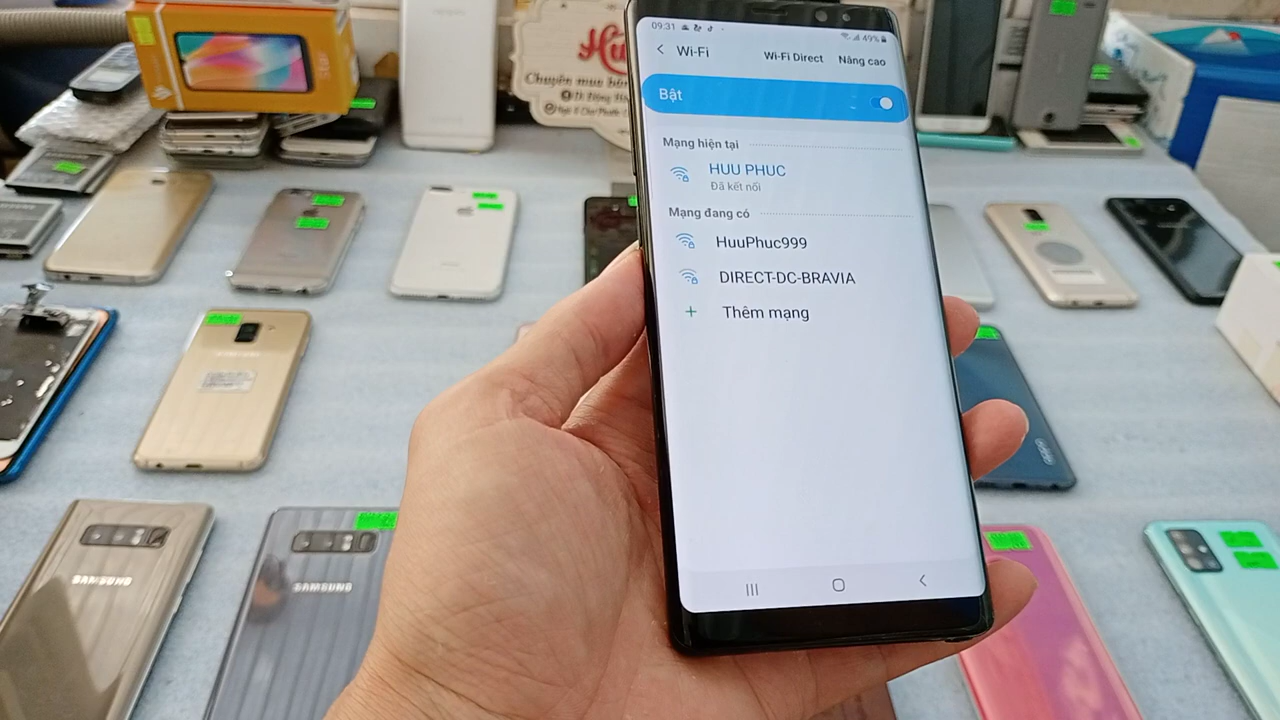 09:31
49%
Wi-Fi
Wi-Fi Direct
Nâng cao
Bật
Mạng hiện tại
HUU PHUC
Đã kết nối
Mạng đang có
HuuPhuc999
DIRECT-DC-BRAVIA
Thêm mạng
Chuyên mua bán
SAMSUNG
SAMSUNG
oppo